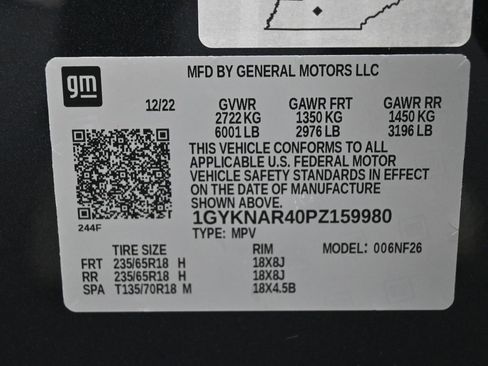 gm
MFD BY GENERAL MOTORS LLC
12/22 GVWR GAWR FRT GAWR RR
2722 KG 1350 KG 1450 KG
6001 LB 2976 LB 3196 LB
THIS VEHICLE CONFORMS TO ALL
APPLICABLE U.S. FEDERAL MOTOR
VEHICLE SAFETY STANDARDS IN EFFECT
ON THE DATE OF MANUFACTURE
SHOWN ABOVE.
1GYKNAR40PZ159980
244F
TYPE: MPV
TIRE SIZE RIM MODEL: 006NF26
FRT 235/65R18 H 18X8J
RR 235/65R18 H 18X8J
SPA T135/70R18 M 18X4.5B